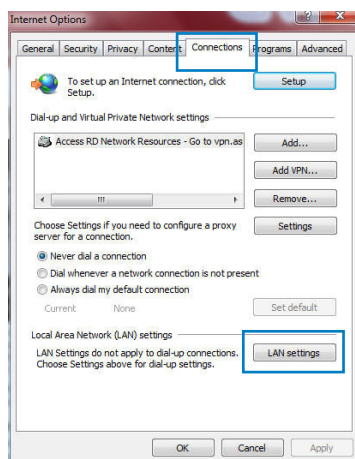 Internet Options
General Security Privacy Content Connections Programs Advanced
To set up an Internet connection, click
Setup.
Setup
Dial-up and Virtual Private Network settings
Access RD Network Resources - Go to vpn.as
Add...
Add VPN...
Remove...
Choose Settings if you need to configure a proxy
server for a connection.
Settings
Never dial a connection
Dial whenever a network connection is not present
Always dial my default connection
Current None
Set default
Local Area Network (LAN) settings
LAN Settings do not apply to dial-up connections.
Choose Settings above for dial-up settings.
LAN settings
OK Cancel Apply